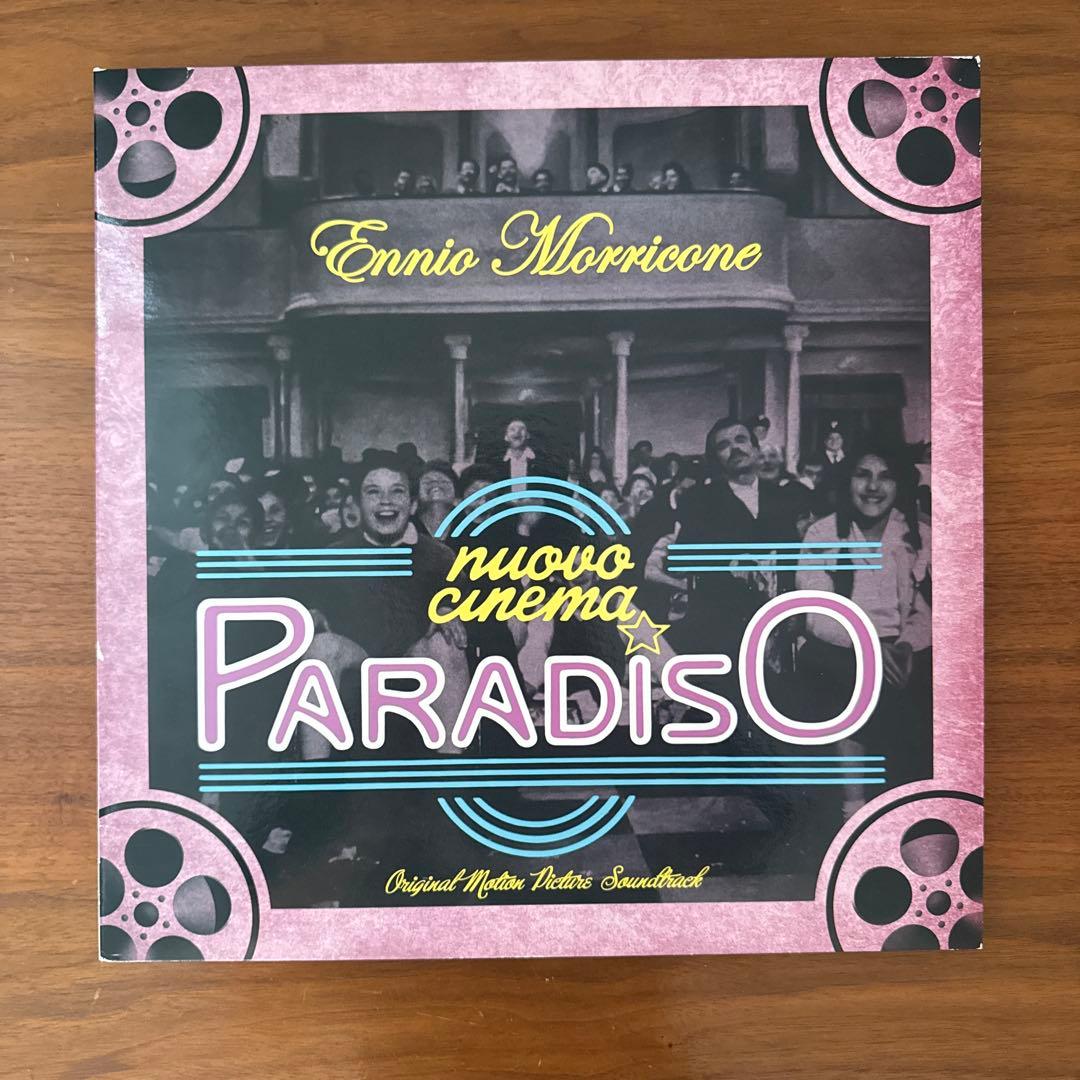 Ennio Morricone
nuovo
cinema
PARADiSO
Original Motion Picture Soundtrack